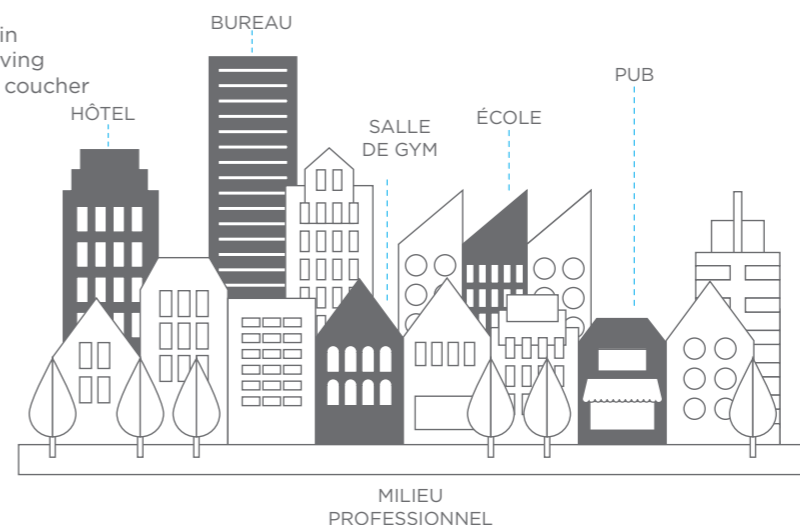 in
ving
coucher
BUREAU
HÔTEL
SALLE
DE GYM
ÉCOLE
PUB
MILIEU
PROFESSIONNEL